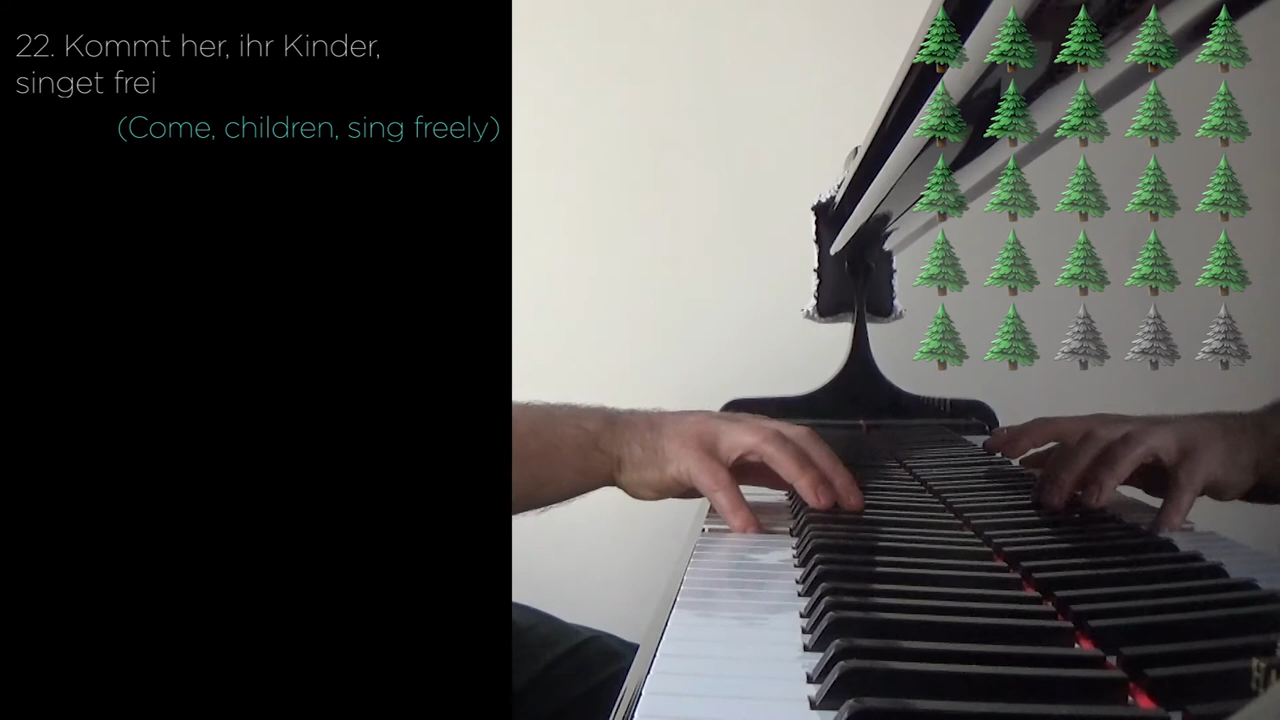 22. Kommt her, ihr Kinder,
singet frei
(Come, children, sing freely)